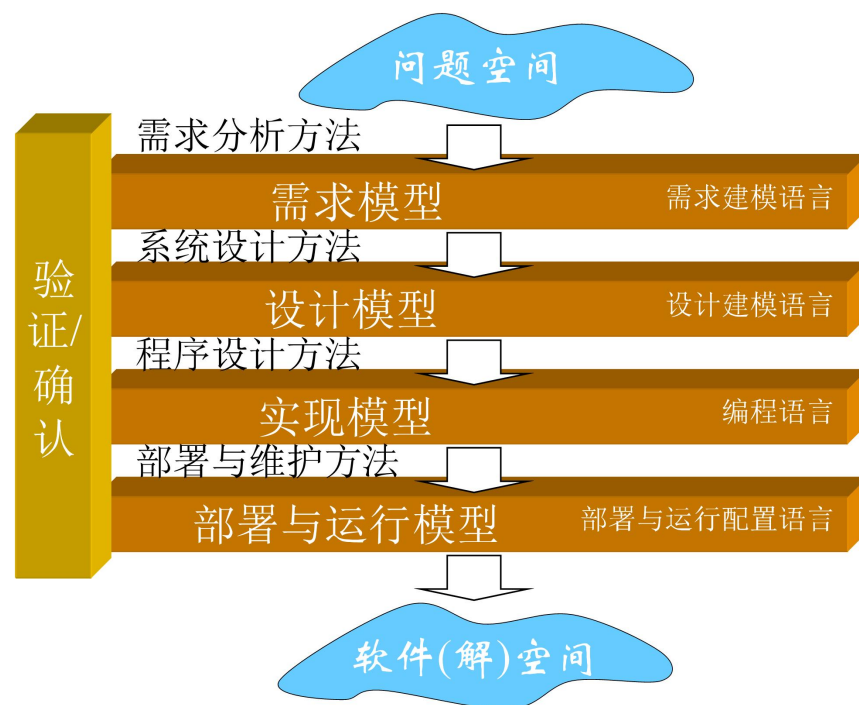 问题空间
需求分析方法
需求模型
需求建模语言
系统设计方法
设计模型
设计建模语言
程序设计方法
实现模型
编程语言
部署与维护方法
部署与运行模型
部署与运行配置语言
验
证/
确
认
软件(解)空间